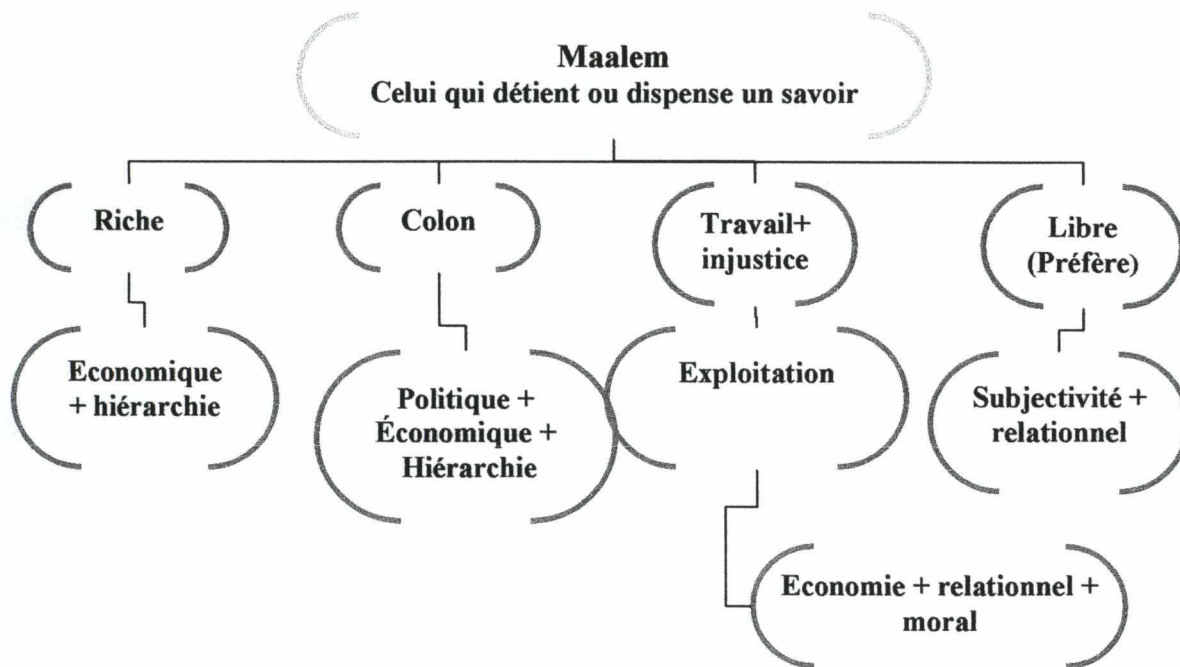 Maalem
Celui qui détient ou dispense un savoir
Riche
Colon
Travail+
injustice
Libre
(Préfère)
Economique
+ hiérarchie
Politique +
Économique +
Hiérarchie
Exploitation
Subjectivité +
relationnel
Economie + relationnel +
moral